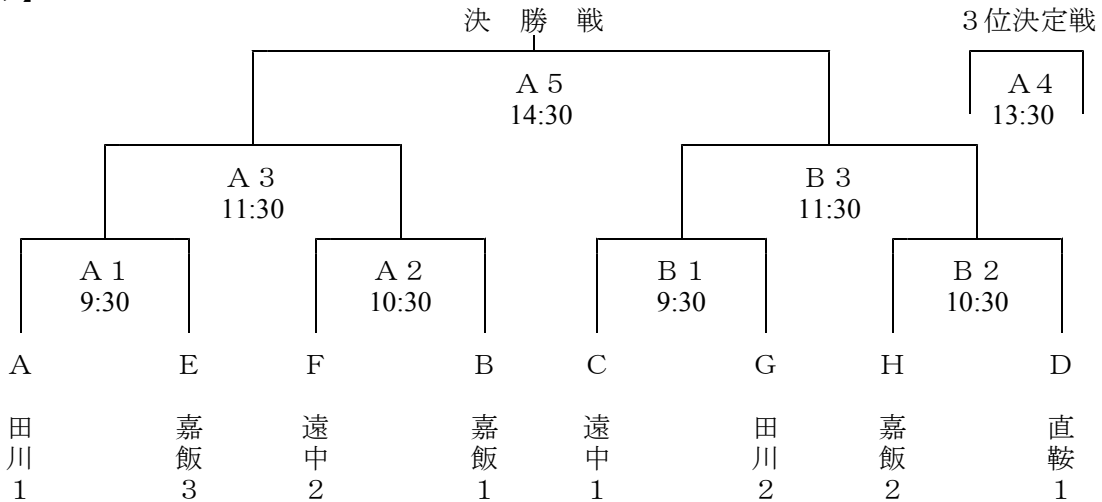 決　勝　戦　３位決定戦
Ａ５　Ａ４
14:30　13:30
Ａ３　Ｂ３
11:30　11:30
Ａ１　Ａ２　Ｂ１　Ｂ２
9:30　10:30　9:30　10:30
Ａ　Ｅ　Ｆ　Ｂ　Ｃ　Ｇ　Ｈ　Ｄ
田川１　嘉飯３　遠中２　嘉飯１　遠中１　田川２　嘉飯２　直鞍１